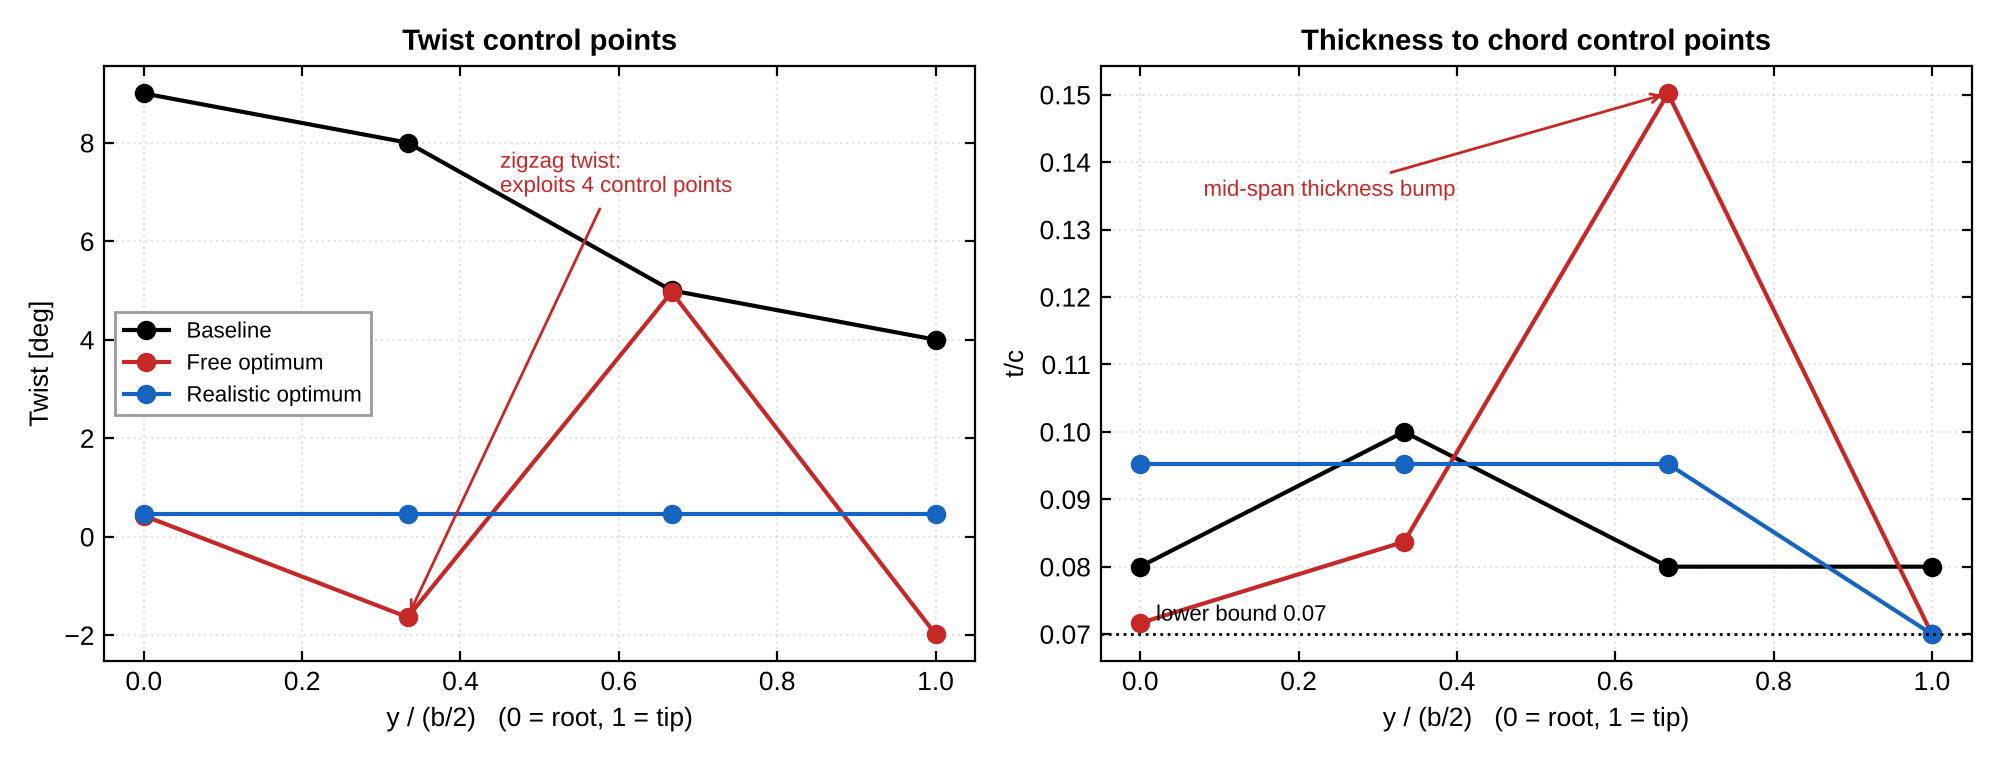 Twist control points
8
6
4
2
0
−2
Twist [deg]
zigzag twist:
exploits 4 control points
Baseline
Free optimum
Realistic optimum
0.0 0.2 0.4 0.6 0.8 1.0
y / (b/2) (0 = root, 1 = tip)
Thickness to chord control points
0.15
0.14
0.13
0.12
0.11
0.10
0.09
0.08
0.07
t/c
mid-span thickness bump
lower bound 0.07
0.0 0.2 0.4 0.6 0.8 1.0
y / (b/2) (0 = root, 1 = tip)